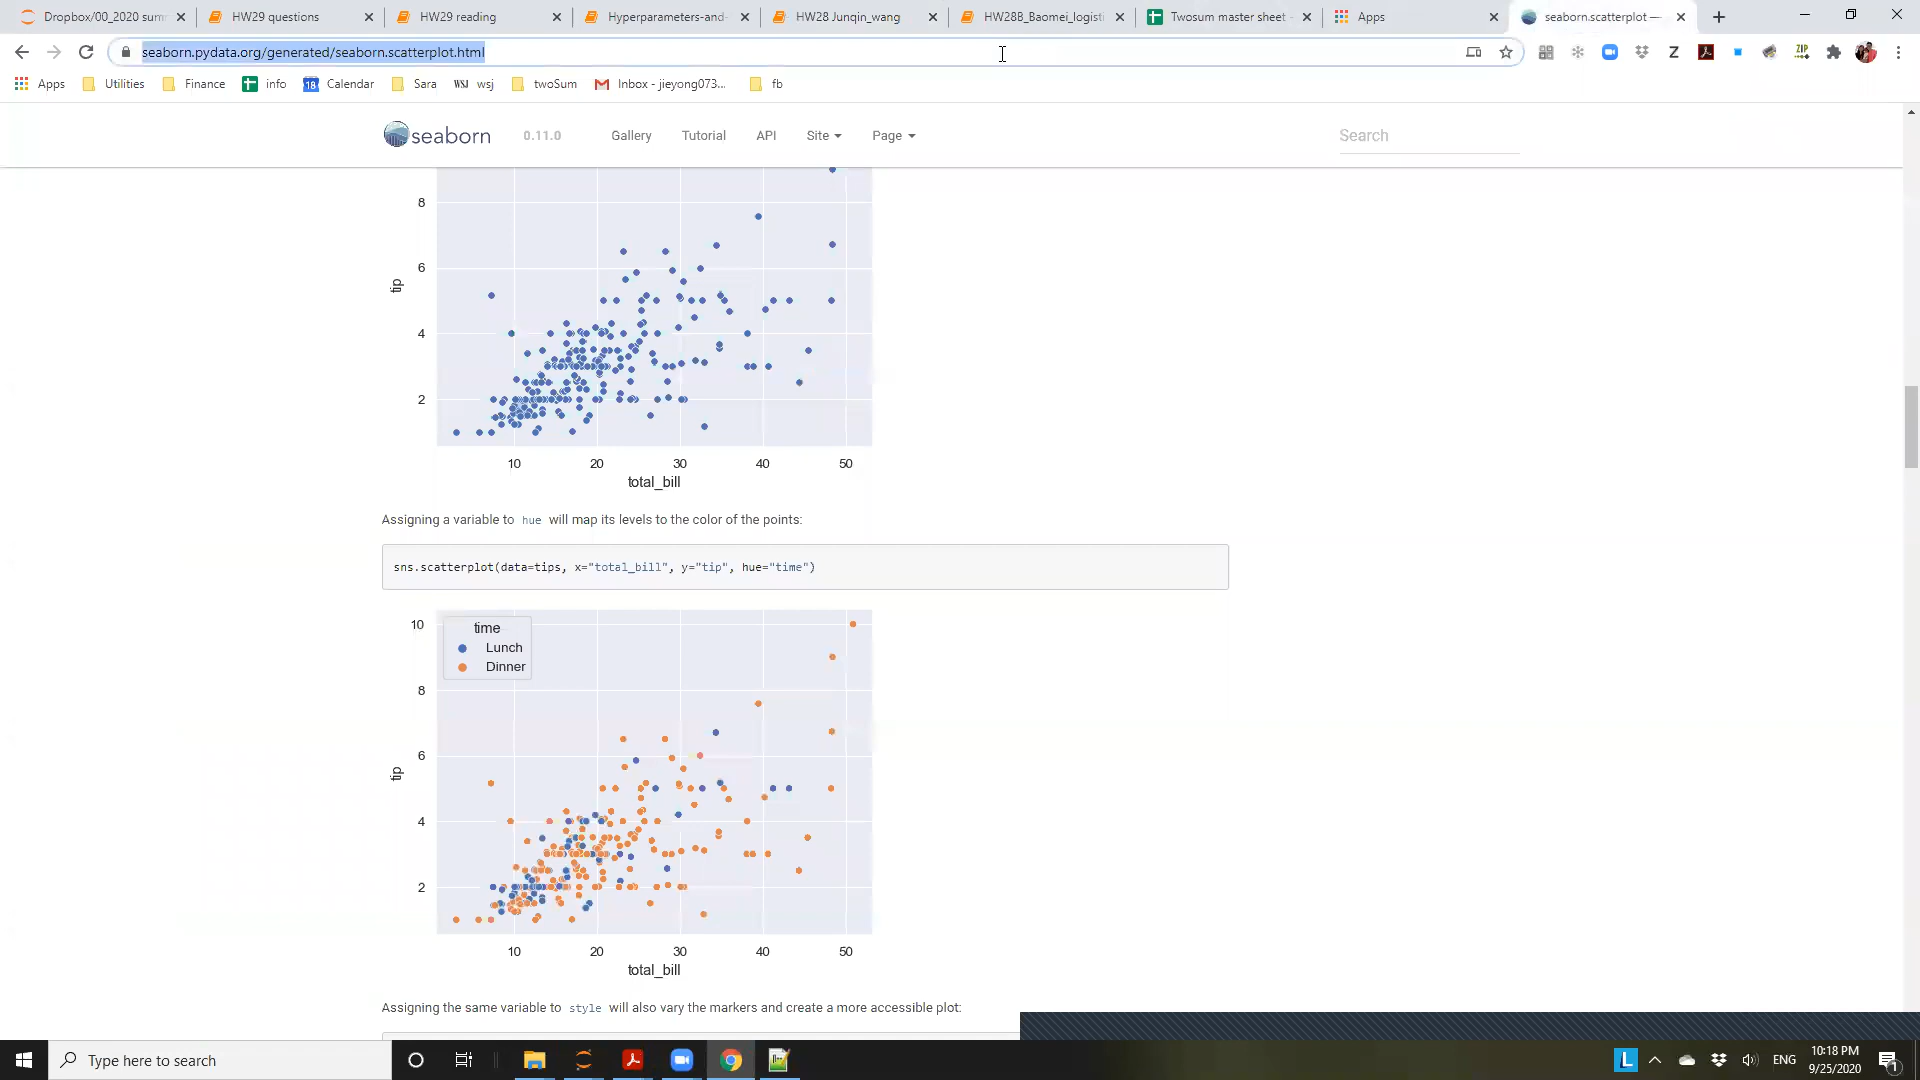 Dropbox/00_2020 sum
HW29 questions
HW29 reading
Hyperparameters-and-
HW28 Junqin_wang
HW28B_Baomei_logisti
Twosum master sheet -
Apps
seaborn.scatterplot —
seaborn.pydata.org/generated/seaborn.scatterplot.html
Apps
Utilities
Finance
info
Calendar
Sara
wsj
twoSum
Inbox - jieyong073...
fb
seaborn
0.11.0
Gallery
Tutorial
API
Site
Page
Search
8
6
4
2
tip
10 20 30 40 50
total_bill
Assigning a variable to hue will map its levels to the color of the points:
sns.scatterplot(data=tips, x="total_bill", y="tip", hue="time")
time
Lunch
Dinner
10
8
6
4
2
tip
10 20 30 40 50
total_bill
Assigning the same variable to style will also vary the markers and create a more accessible plot:
Type here to search
ENG
10:18 PM
9/25/2020